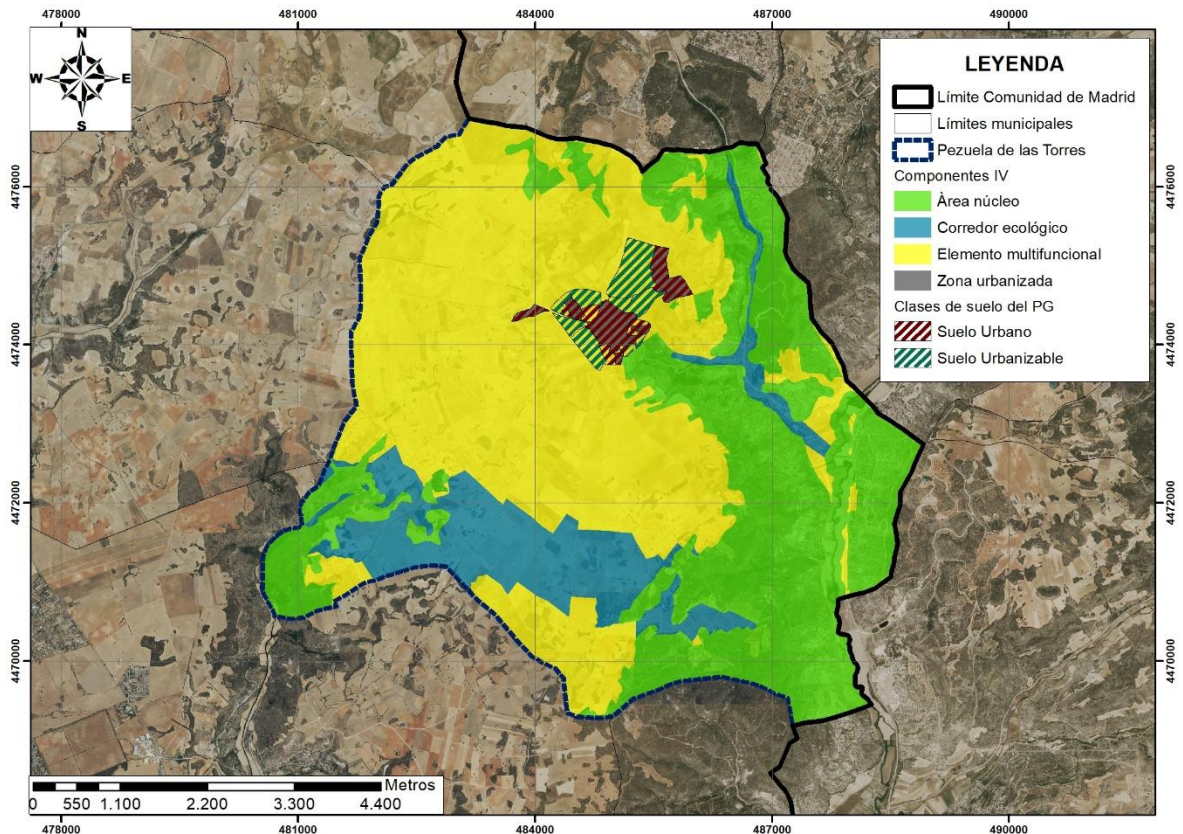 478000 481000 484000 487000 490000
N
W E
S
LEYENDA
Límite Comunidad de Madrid
Límites municipales
Pezuela de las Torres
Componentes IV
Àrea núcleo
Corredor ecológico
Elemento multifuncional
Zona urbanizada
Clases de suelo del PG
Suelo Urbano
Suelo Urbanizable
4476000 4476000
4474000 4474000
4472000 4472000
4470000 4470000
Metros
0 550 1.100 2.200 3.300 4.400
478000 481000 484000 487000 490000